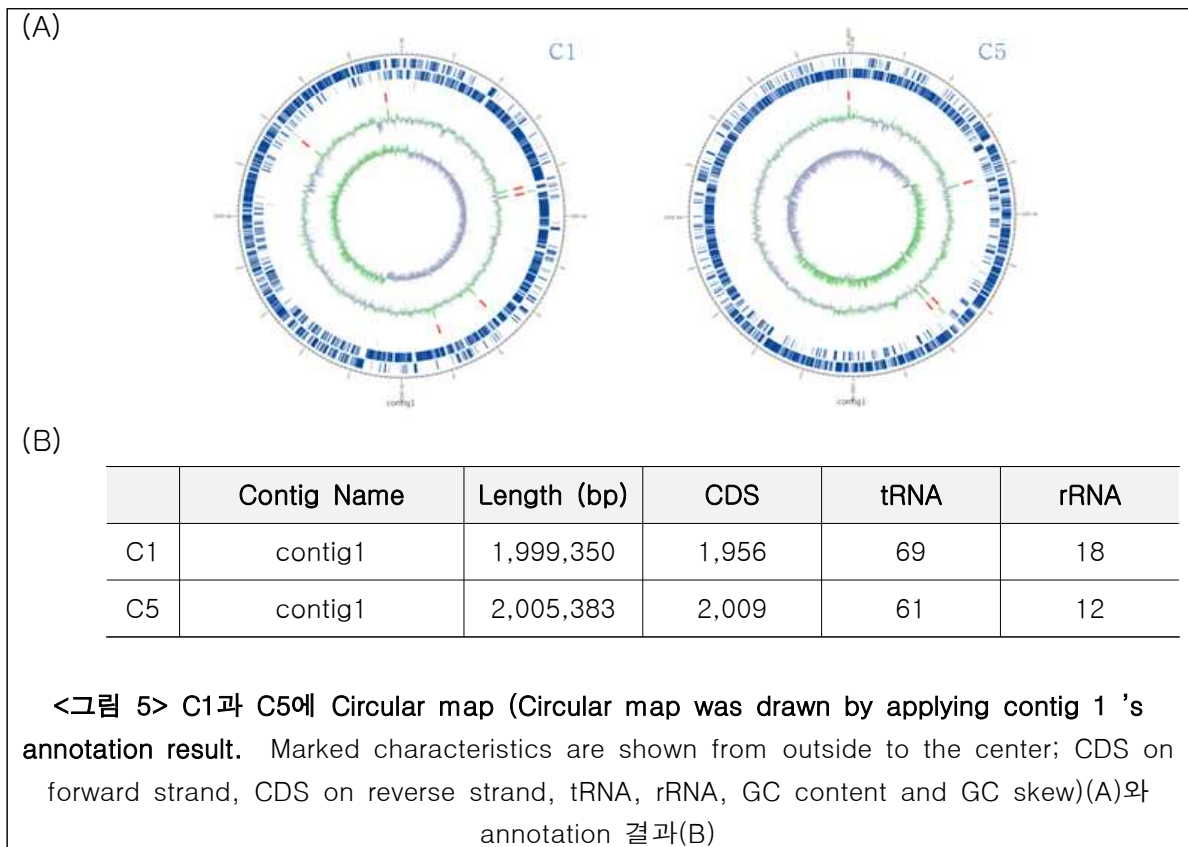 (A)
C1
C5
contig1
contig1
(B)
Contig Name Length (bp) CDS tRNA rRNA
C1 contig1 1,999,350 1,956 69 18
C5 contig1 2,005,383 2,009 61 12
<그림 5> C1과 C5에 Circular map (Circular map was drawn by applying contig 1 ’s
annotation result. Marked characteristics are shown from outside to the center; CDS on
forward strand, CDS on reverse strand, tRNA, rRNA, GC content and GC skew)(A)와
annotation 결과(B)